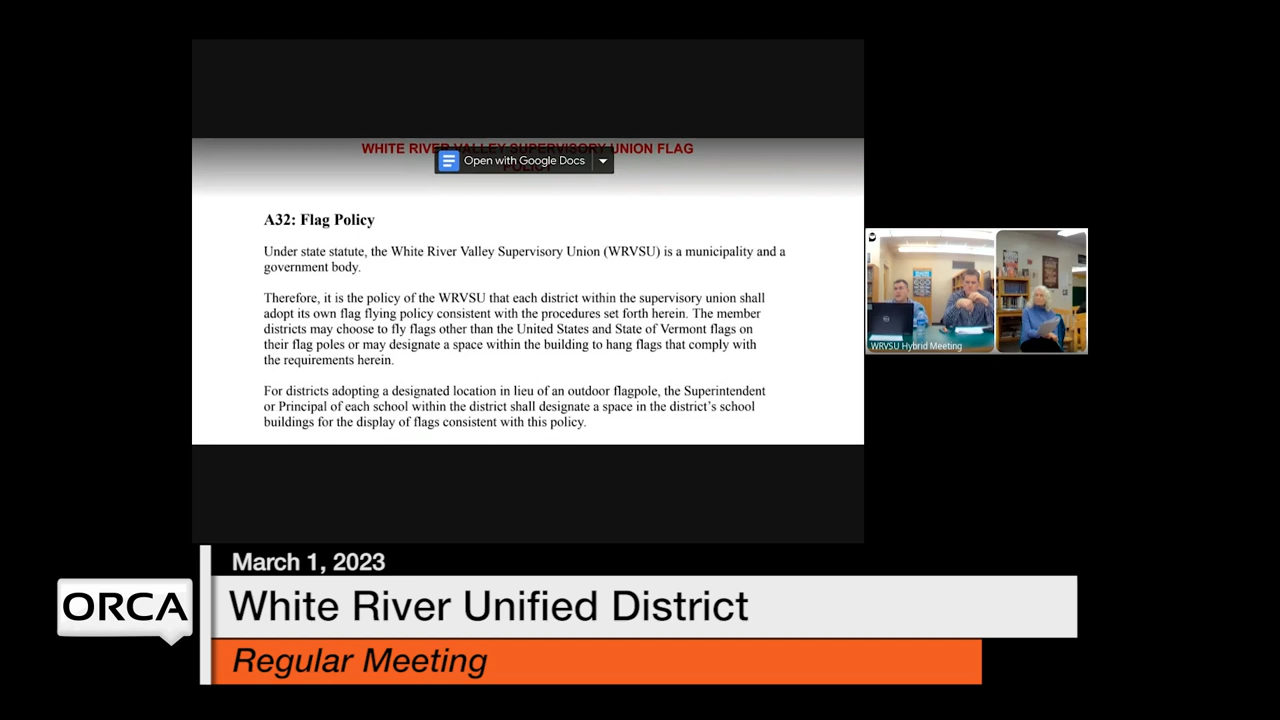 WHITE RIVER VALLEY SUPERVISORY UNION FLAG
POLICY
Open with Google Docs
A32: Flag Policy
Under state statute, the White River Valley Supervisory Union (WRVSU) is a municipality and a
government body.
Therefore, it is the policy of the WRVSU that each district within the supervisory union shall
adopt its own flag flying policy consistent with the procedures set forth herein. The member
districts may choose to fly flags other than the United States and State of Vermont flags on
their flag poles or may designate a space within the building to hang flags that comply with
the requirements herein.
For districts adopting a designated location in lieu of an outdoor flagpole, the Superintendent
or Principal of each school within the district shall designate a space in the district's school
buildings for the display of flags consistent with this policy.
WRVSU Hybrid Meeting
March 1, 2023
ORCA
White River Unified District
Regular Meeting